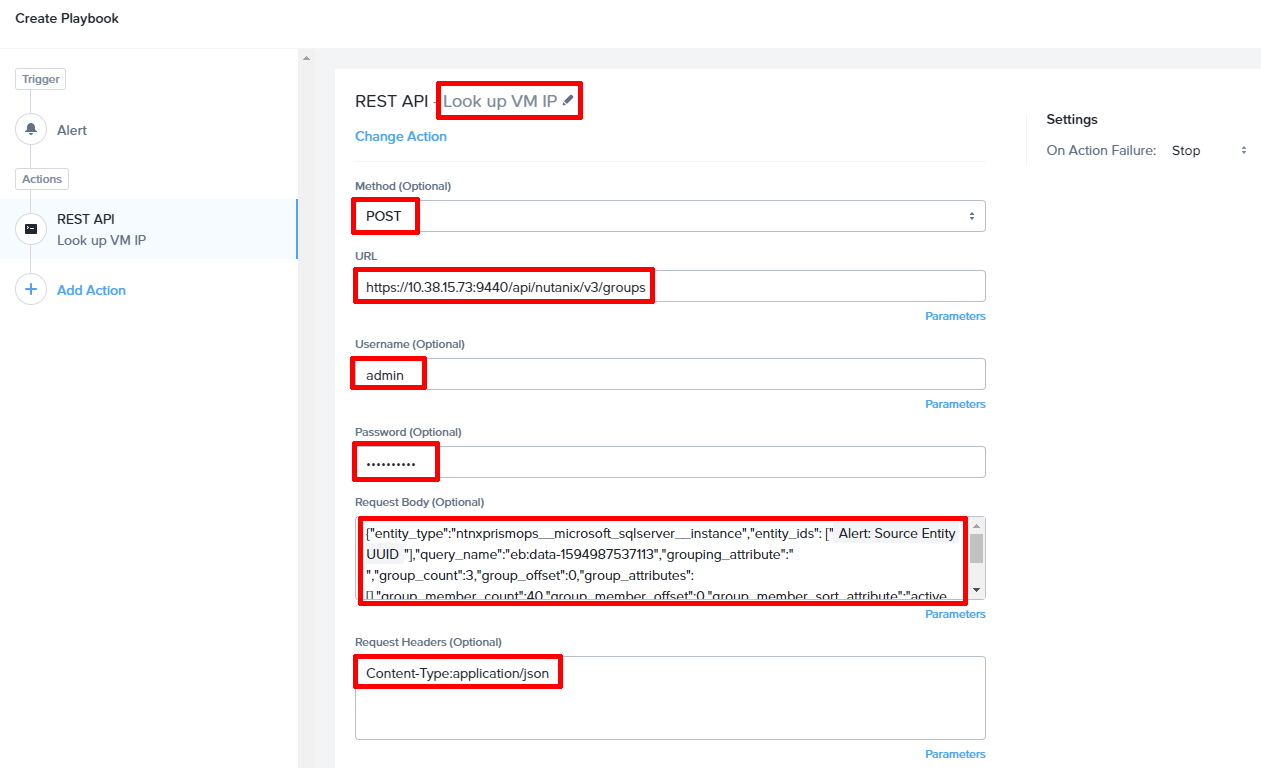 Create Playbook
Trigger
Alert
Actions
REST API
Look up VM IP
Add Action
REST API - Look up VM IP
Change Action
Method (Optional)
POST
URL
https://10.38.15.73:9440/api/nutanix/v3/groups
Parameters
Username (Optional)
admin
Parameters
Password (Optional)
••••••••••
Request Body (Optional)
{"entity_type":"ntnxprismops__microsoft_sqlserver__instance","entity_ids": [" Alert: Source Entity
UUID "],"query_name":"eb:data-1594987537113","grouping_attribute":"
","group_count":3,"group_offset":0,"group_attributes":
[],"group_member_count":40,"group_member_offset":0,"group_member_sort_attribute":"active
Parameters
Request Headers (Optional)
Content-Type:application/json
Parameters
Settings
On Action Failure: Stop